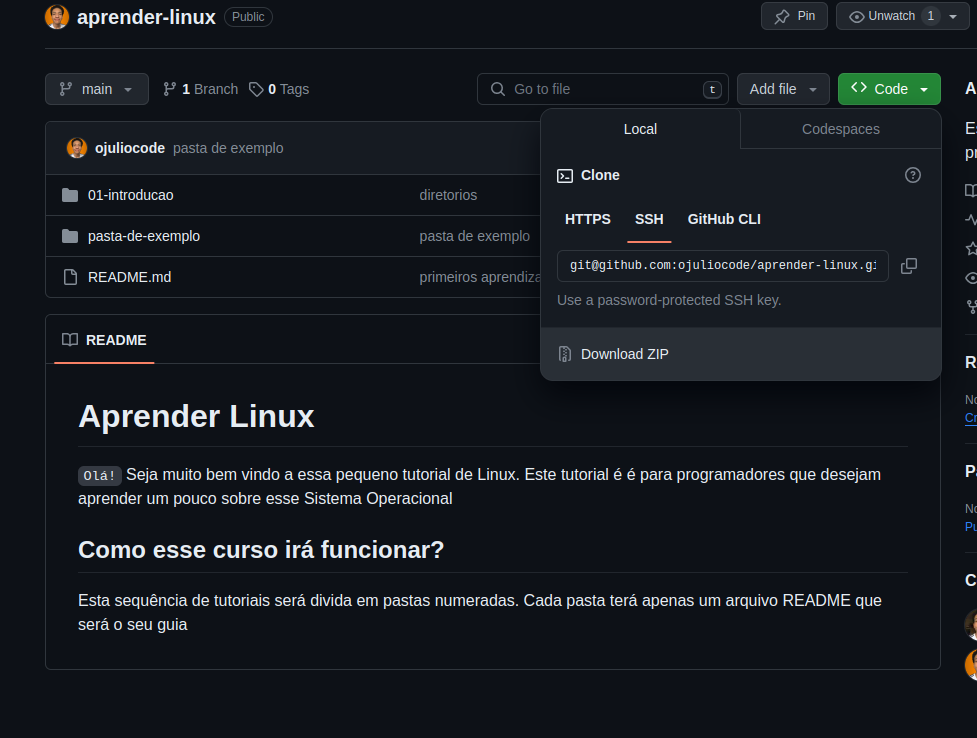 aprender-linux Public Pin Unwatch 1
main 1 Branch 0 Tags Go to file t Add file Code
Local Codespaces
ojuliocode pasta de exemplo
Clone
01-introducao diretorios
HTTPS SSH GitHub CLI
pasta-de-exemplo pasta de exemplo
git@github.com:ojuliocode/aprender-linux.gi
README.md primeiros aprendiza
Use a password-protected SSH key.
README
Download ZIP
Aprender Linux
Olá! Seja muito bem vindo a essa pequeno tutorial de Linux. Este tutorial é é para programadores que desejam
aprender um pouco sobre esse Sistema Operacional
Como esse curso irá funcionar?
Esta sequência de tutoriais será divida em pastas numeradas. Cada pasta terá apenas um arquivo README que
será o seu guia